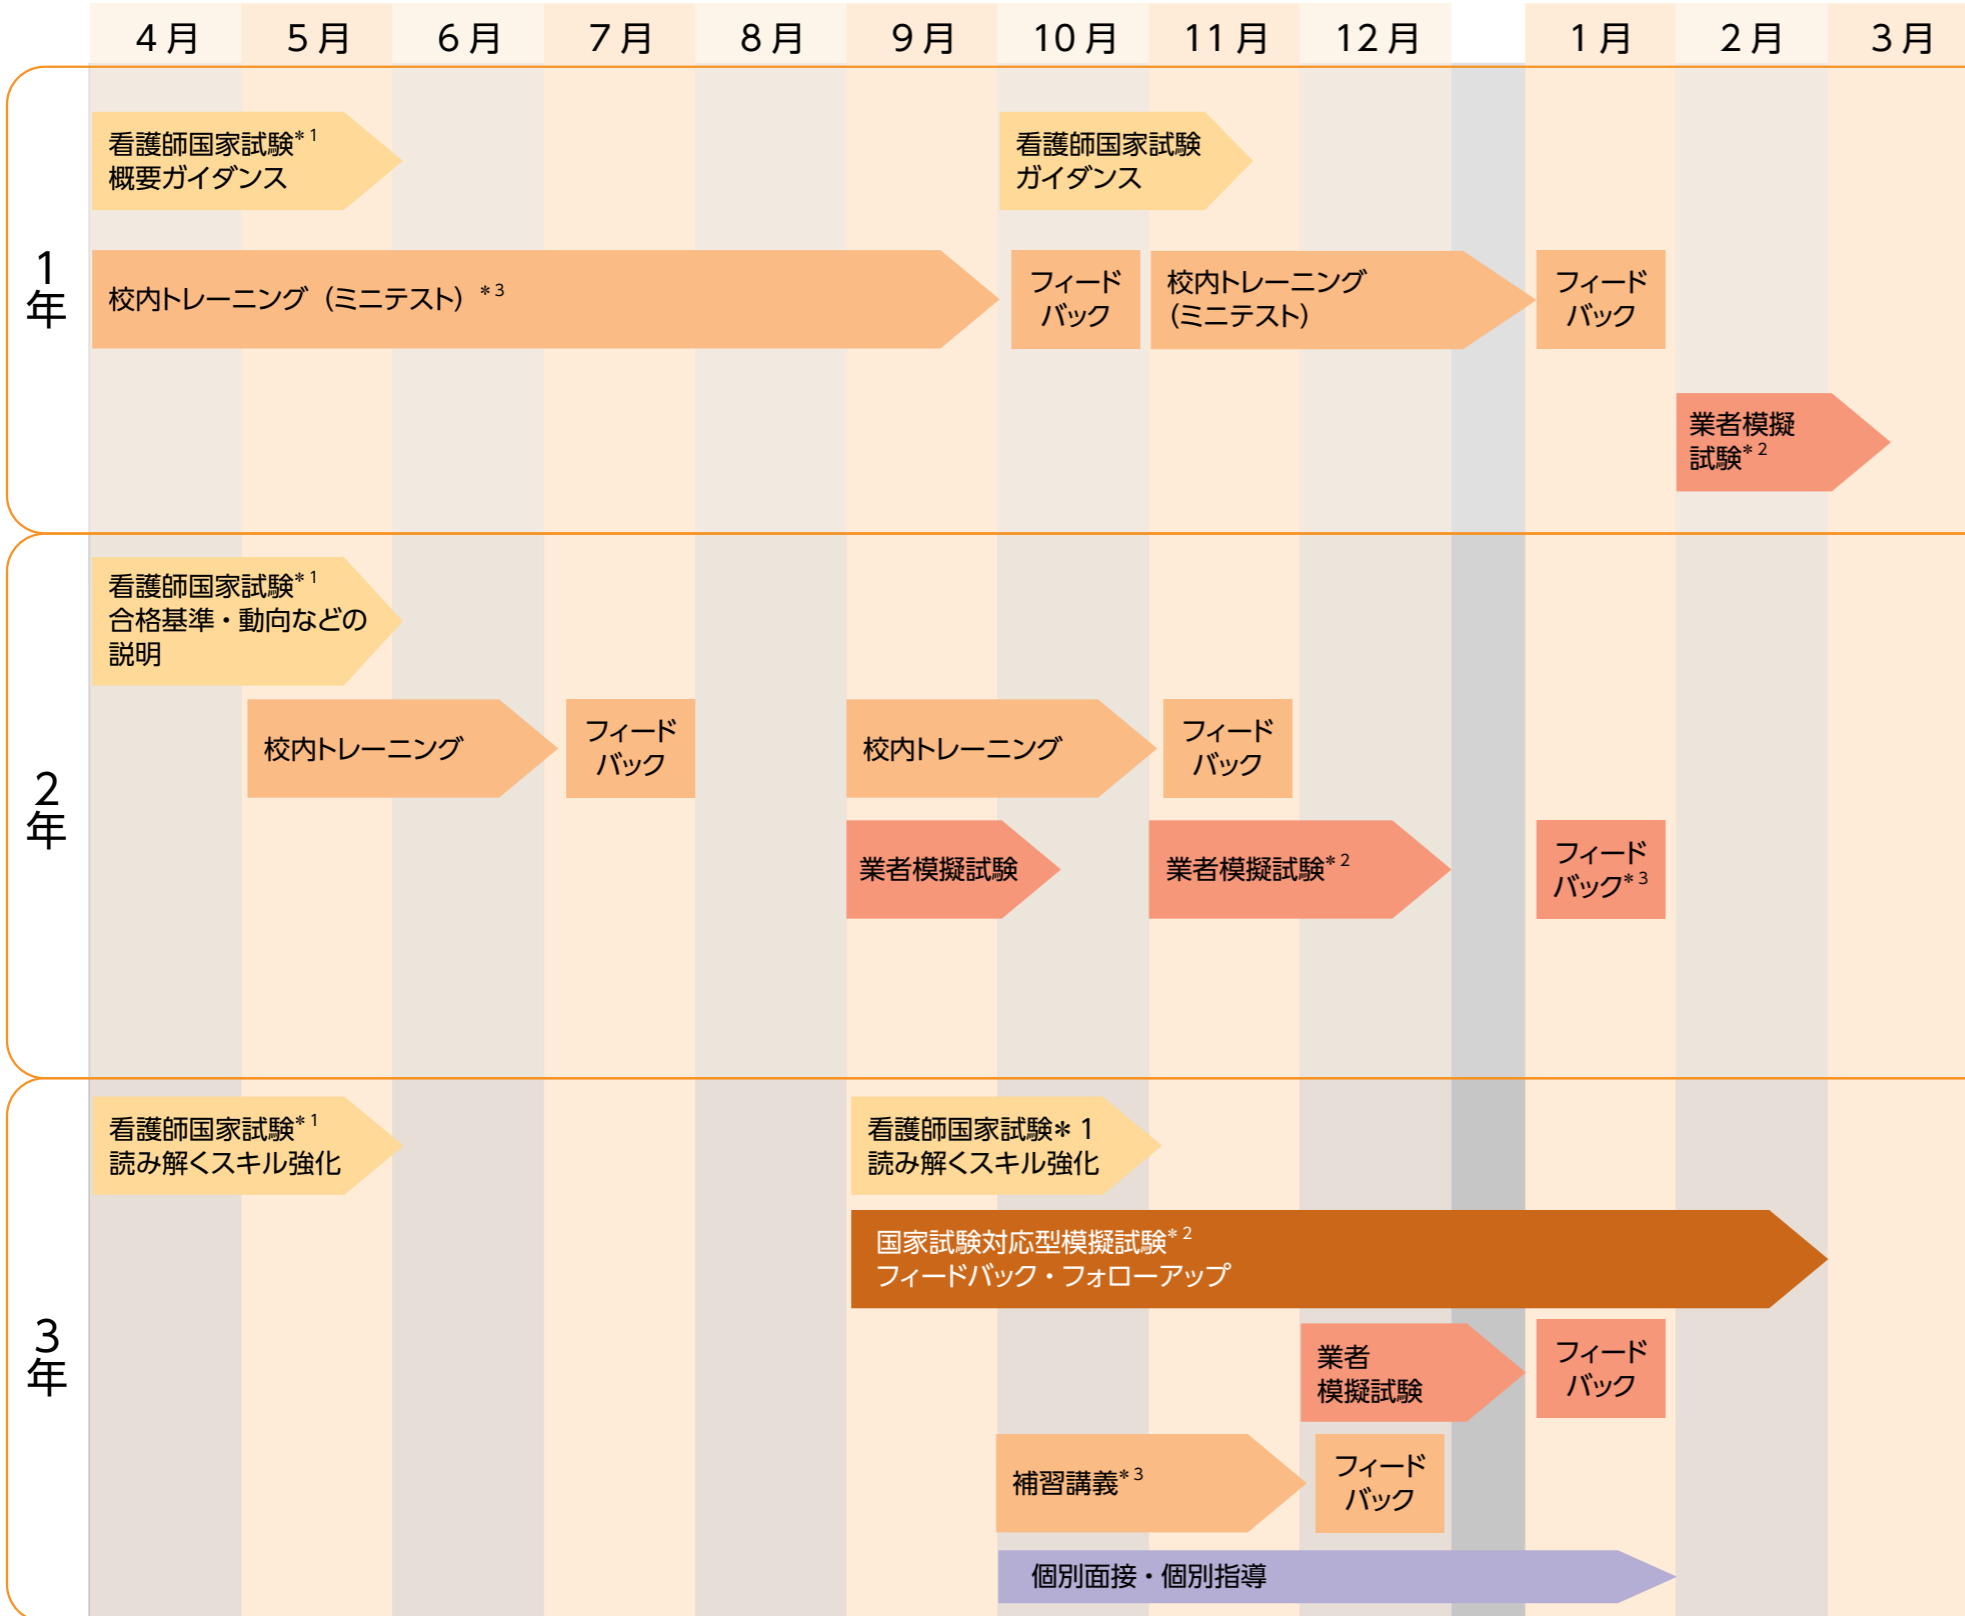 4月 5月 6月 7月 8月 9月 10月 11月 12月 1月 2月 3月
1年
看護師国家試験*1
概要ガイダンス
看護師国家試験
ガイダンス
校内トレーニング（ミニテスト）*3
フィード
バック
校内トレーニング
（ミニテスト）
フィード
バック
業者模擬
試験*2
2年
看護師国家試験*1
合格基準・動向などの
説明
校内トレーニング
フィード
バック
校内トレーニング
フィード
バック
業者模擬試験
業者模擬試験*2
フィード
バック*3
3年
看護師国家試験*1
読み解くスキル強化
看護師国家試験＊1
読み解くスキル強化
国家試験対応型模擬試験*2
フィードバック・フォローアップ
業者
模擬試験
フィード
バック
補習講義*3
フィード
バック
個別面接・個別指導